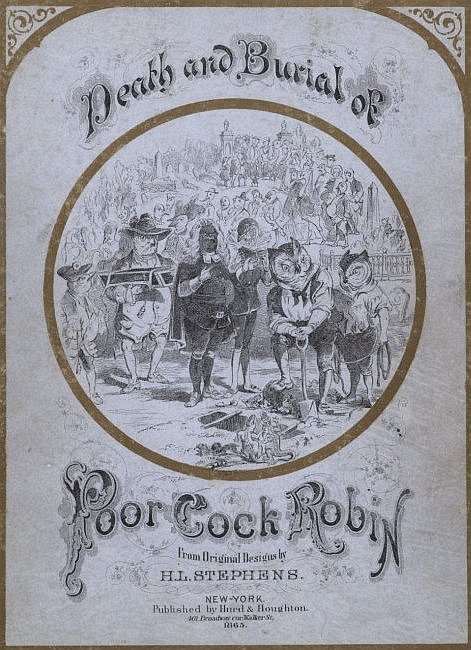 Death and Burial of
Poor Cock Robin
From Original Designs by
H.L. STEPHENS.
NEW-YORK.
Published by Hurd & Houghton.
401 Broadway cor. Walker St.
1865.